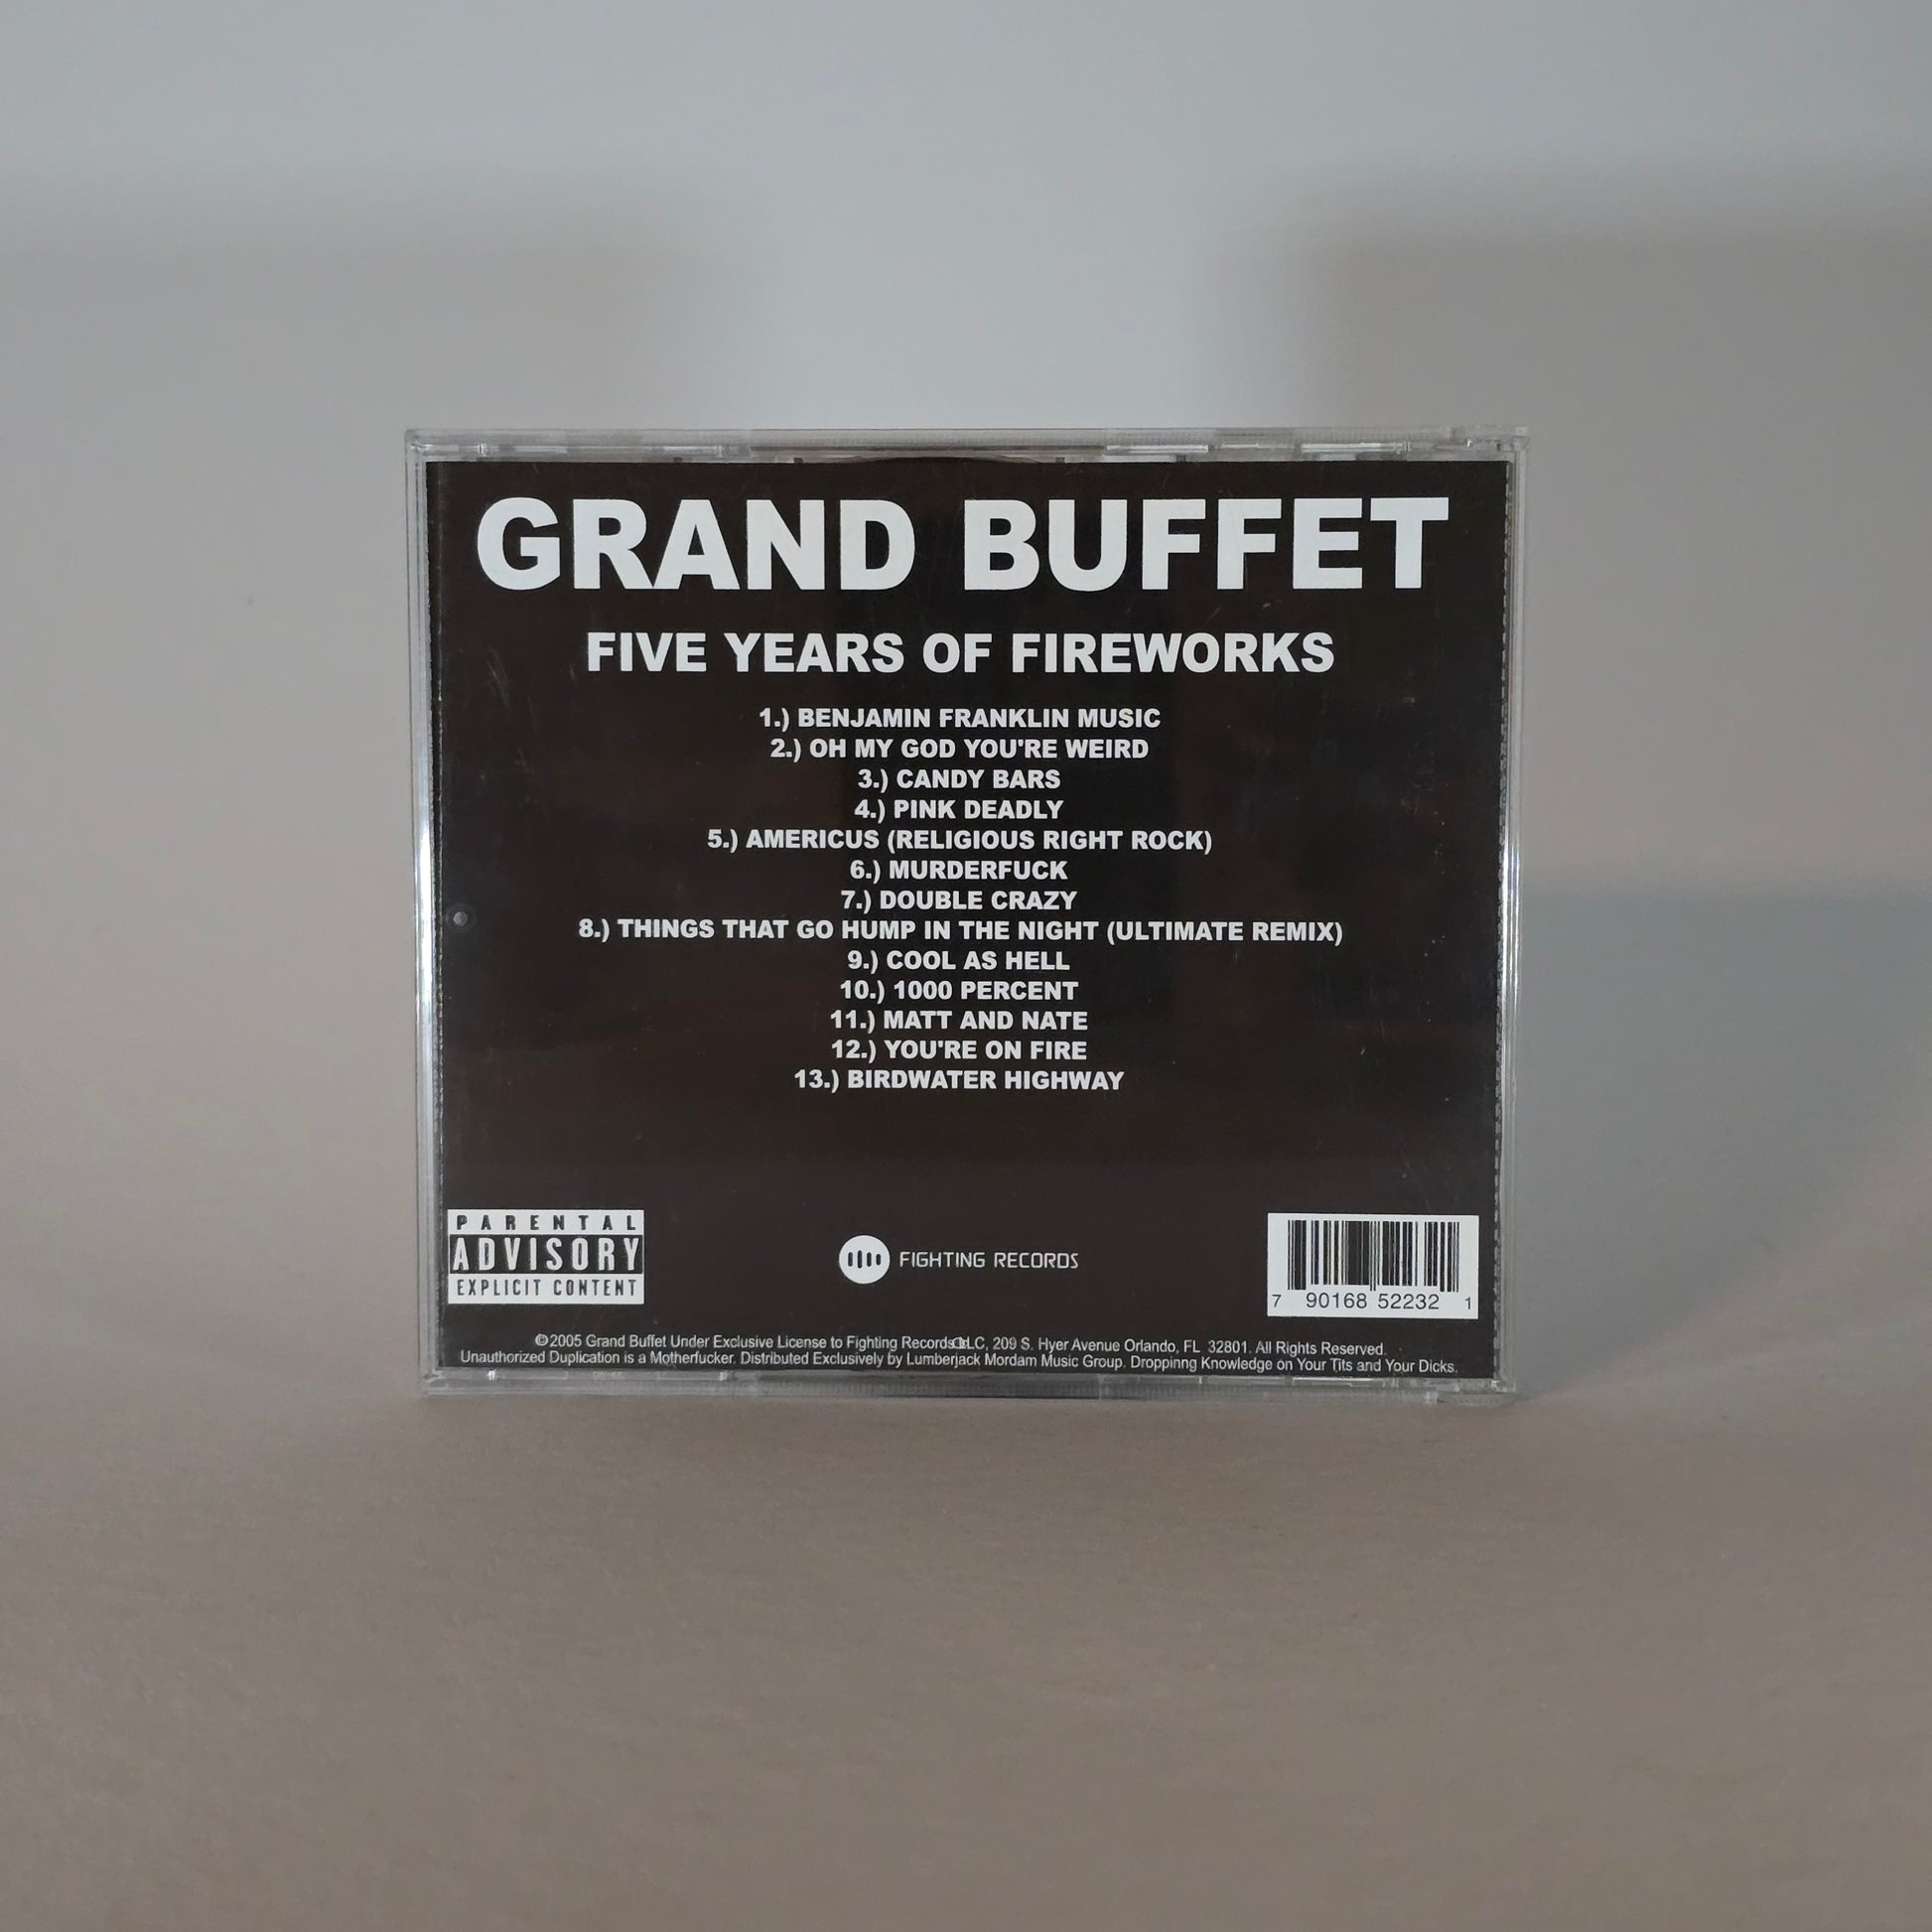 GRAND BUFFET
FIVE YEARS OF FIREWORKS
1.) BENJAMIN FRANKLIN MUSIC
2.) OH MY GOD YOU'RE WEIRD
3.) CANDY BARS
4.) PINK DEADLY
5.) AMERICUS (RELIGIOUS RIGHT ROCK)
6.) MURDERFUCK
7.) DOUBLE CRAZY
8.) THINGS THAT GO HUMP IN THE NIGHT (ULTIMATE REMIX)
9.) COOL AS HELL
10.) 1000 PERCENT
11.) MATT AND NATE
12.) YOU'RE ON FIRE
13.) BIRDWATER HIGHWAY
PARENTAL
ADVISORY
EXPLICIT CONTENT
FIGHTING RECORDS
7 90168 52232 1
©2005 Grand Buffet Under Exclusive License to Fighting Records LLC, 209 S. Hyer Avenue Orlando, FL 32801. All Rights Reserved.
Unauthorized Duplication is a Motherfucker. Distributed Exclusively by Lumberjack Mordam Music Group. Droppinng Knowledge on Your Tits and Your Dicks.